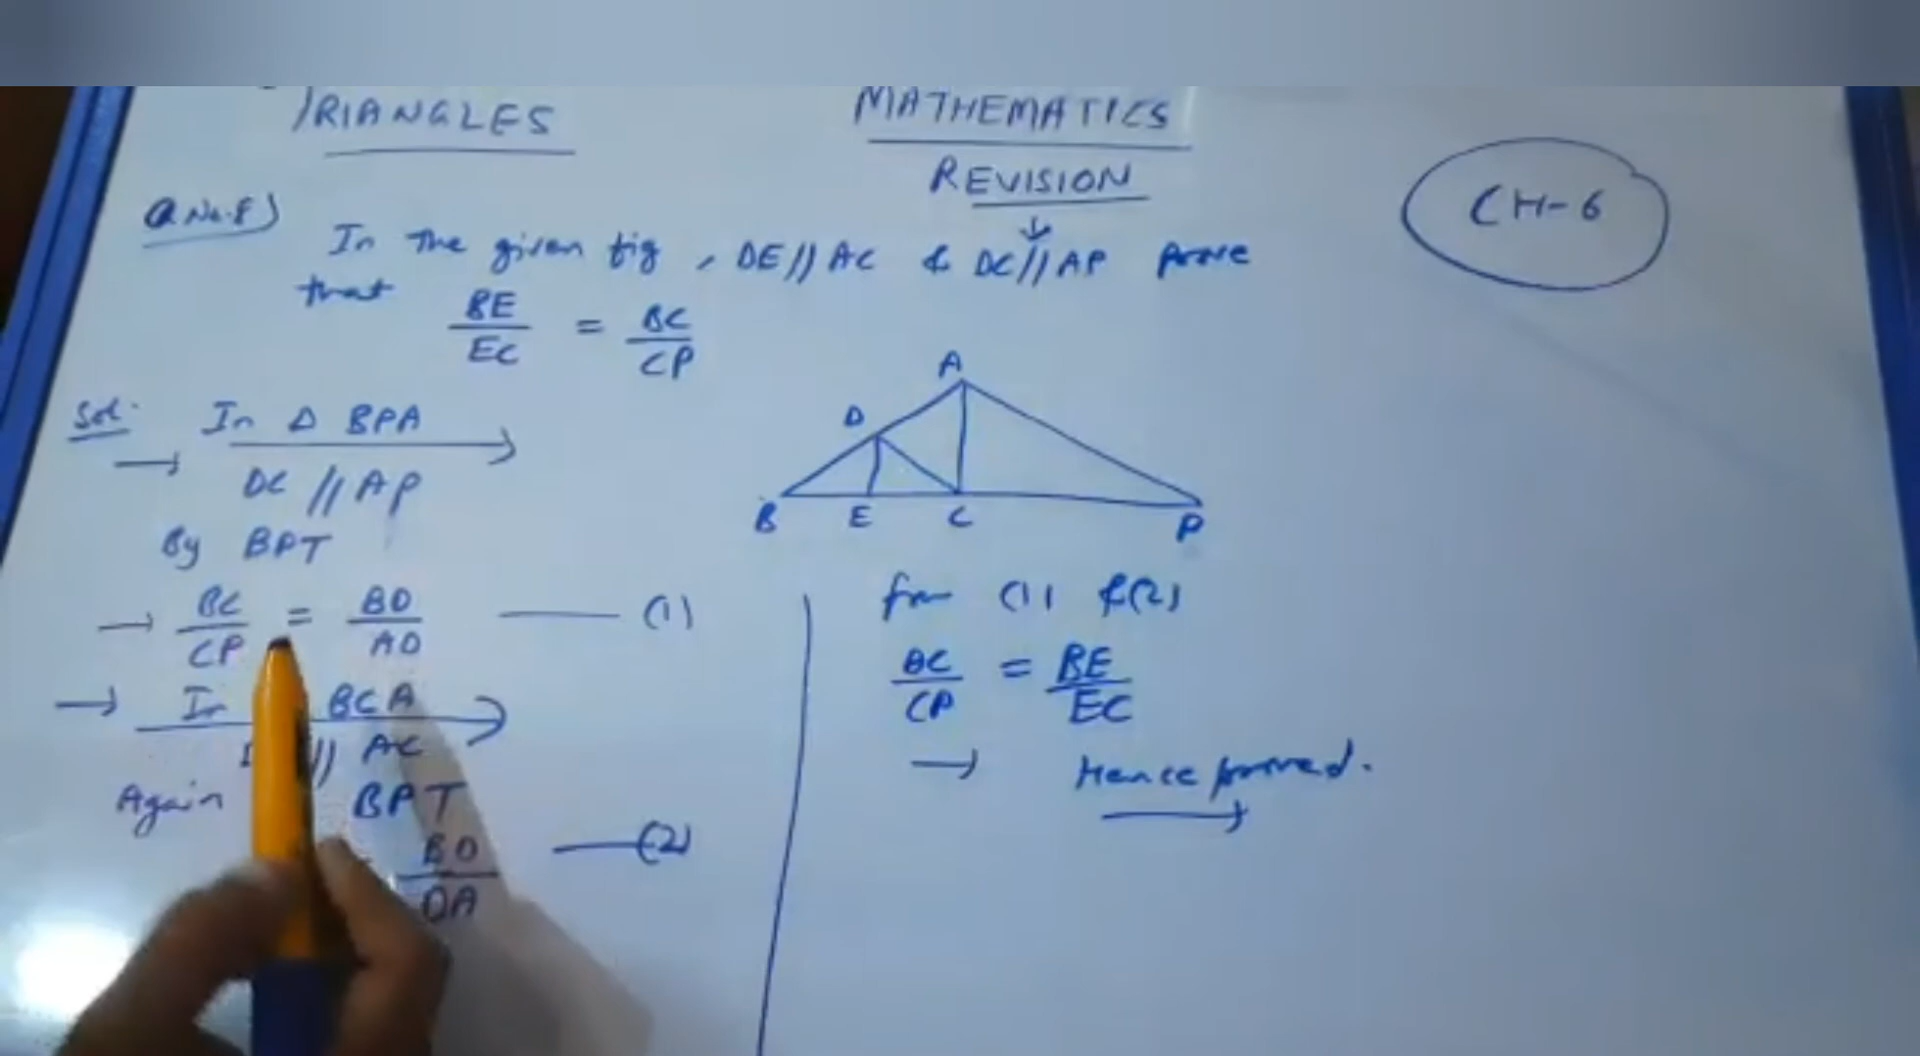 TRIANGLES
MATHEMATICS
REVISION
CH-6
Q No.8)
In the given fig, DE//AC & DC//AP prove
that BE/EC = BC/CP
Sol.
In Δ BPA
DC // AP
By BPT
BC/CP = BD/AD — (1)
In BCA
// AC
Again BPT
BD/DA — (2)
A
D
B E C P
from (1) &(2)
BC/CP = BE/EC
Hence proved.